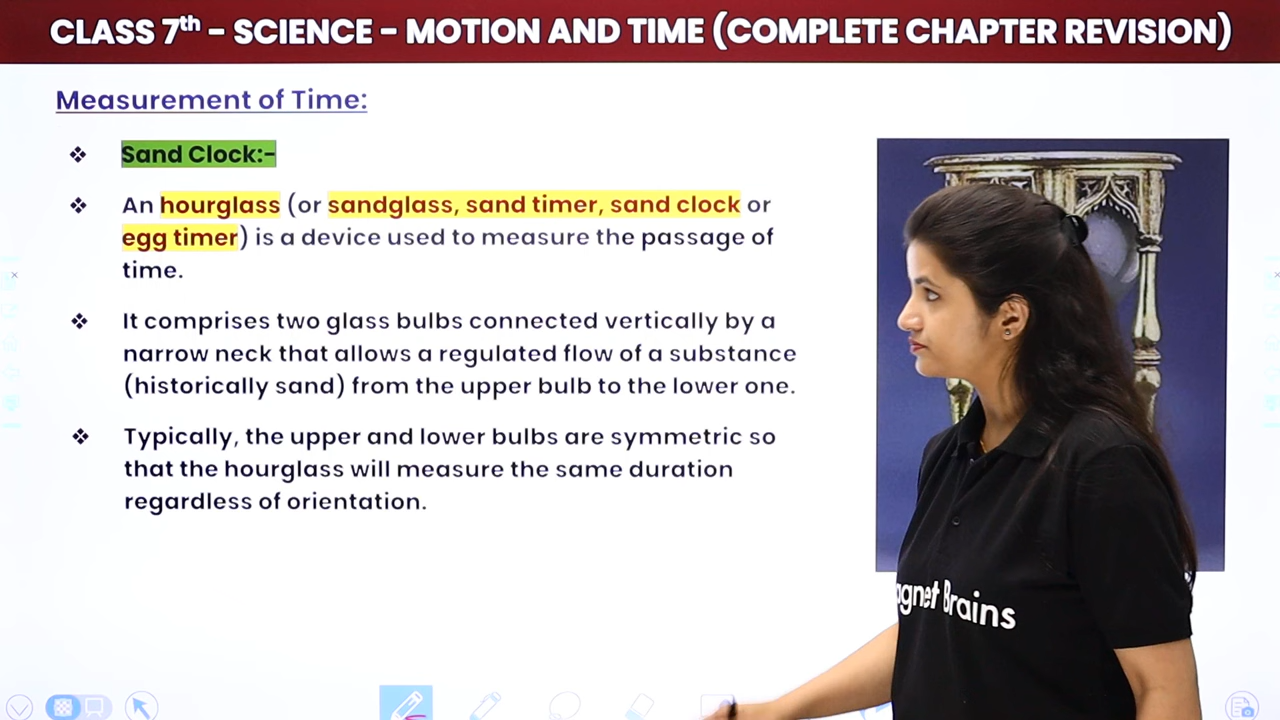 CLASS 7th – SCIENCE – MOTION AND TIME (COMPLETE CHAPTER REVISION)
Measurement of Time:
❖ Sand Clock:-
❖ An hourglass (or sandglass, sand timer, sand clock or
egg timer) is a device used to measure the passage of
time.
❖ It comprises two glass bulbs connected vertically by a
narrow neck that allows a regulated flow of a substance
(historically sand) from the upper bulb to the lower one.
❖ Typically, the upper and lower bulbs are symmetric so
that the hourglass will measure the same duration
regardless of orientation.
Brains